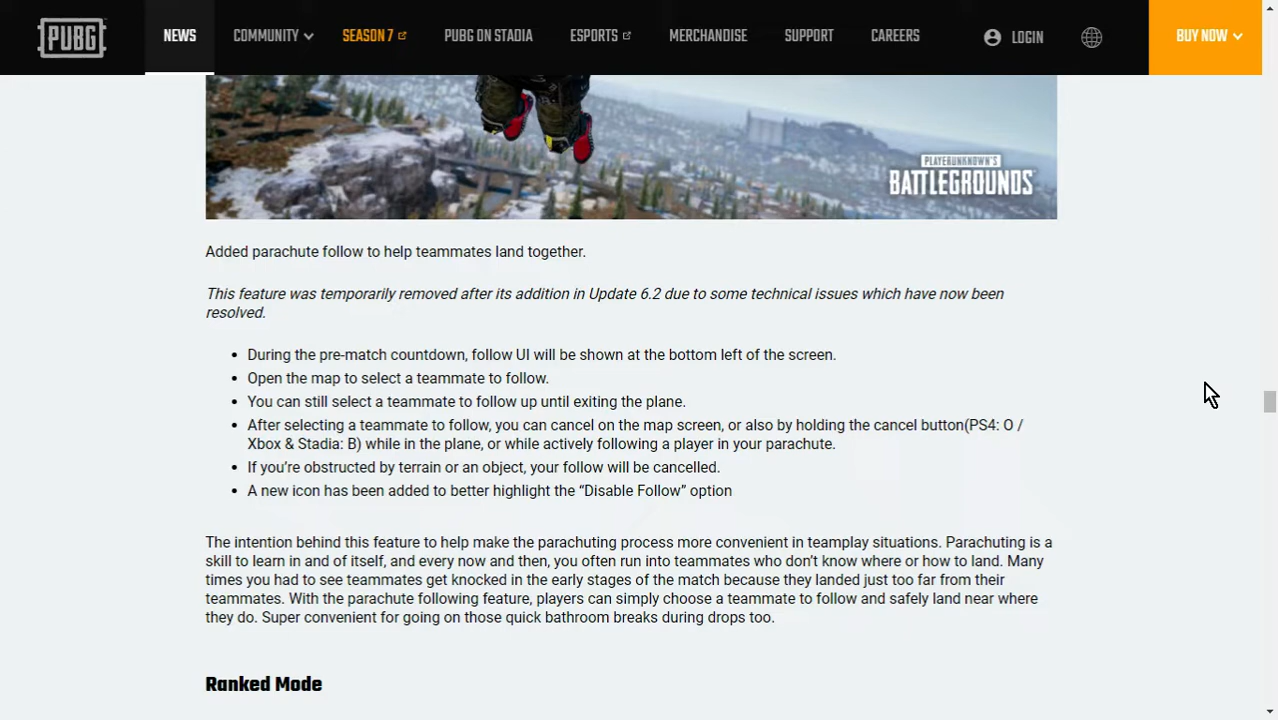 PUBG NEWS COMMUNITY SEASON 7 PUBG ON STADIA ESPORTS MERCHANDISE SUPPORT CAREERS LOGIN BUY NOW
PLAYERUNKNOWN'S
BATTLEGROUNDS
Added parachute follow to help teammates land together.
This feature was temporarily removed after its addition in Update 6.2 due to some technical issues which have now been
resolved.
• During the pre-match countdown, follow UI will be shown at the bottom left of the screen.
• Open the map to select a teammate to follow.
• You can still select a teammate to follow up until exiting the plane.
• After selecting a teammate to follow, you can cancel on the map screen, or also by holding the cancel button(PS4: O /
Xbox & Stadia: B) while in the plane, or while actively following a player in your parachute.
• If you’re obstructed by terrain or an object, your follow will be cancelled.
• A new icon has been added to better highlight the “Disable Follow” option
The intention behind this feature to help make the parachuting process more convenient in teamplay situations. Parachuting is a
skill to learn in and of itself, and every now and then, you often run into teammates who don’t know where or how to land. Many
times you had to see teammates get knocked in the early stages of the match because they landed just too far from their
teammates. With the parachute following feature, players can simply choose a teammate to follow and safely land near where
they do. Super convenient for going on those quick bathroom breaks during drops too.
Ranked Mode